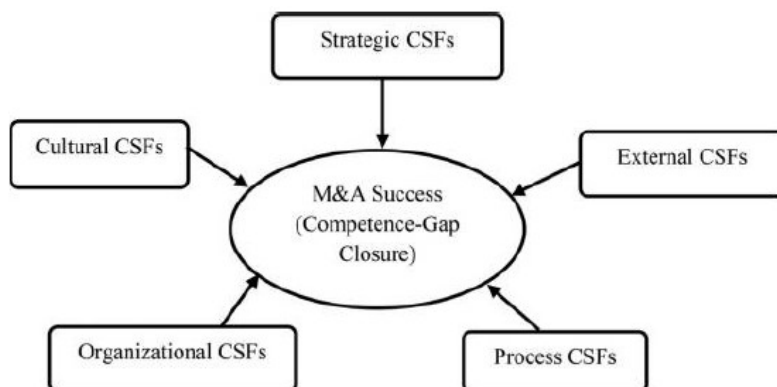 Strategic CSFs
Cultural CSFs
External CSFs
M&A Success
(Competence-Gap
Closure)
Organizational CSFs
Process CSFs